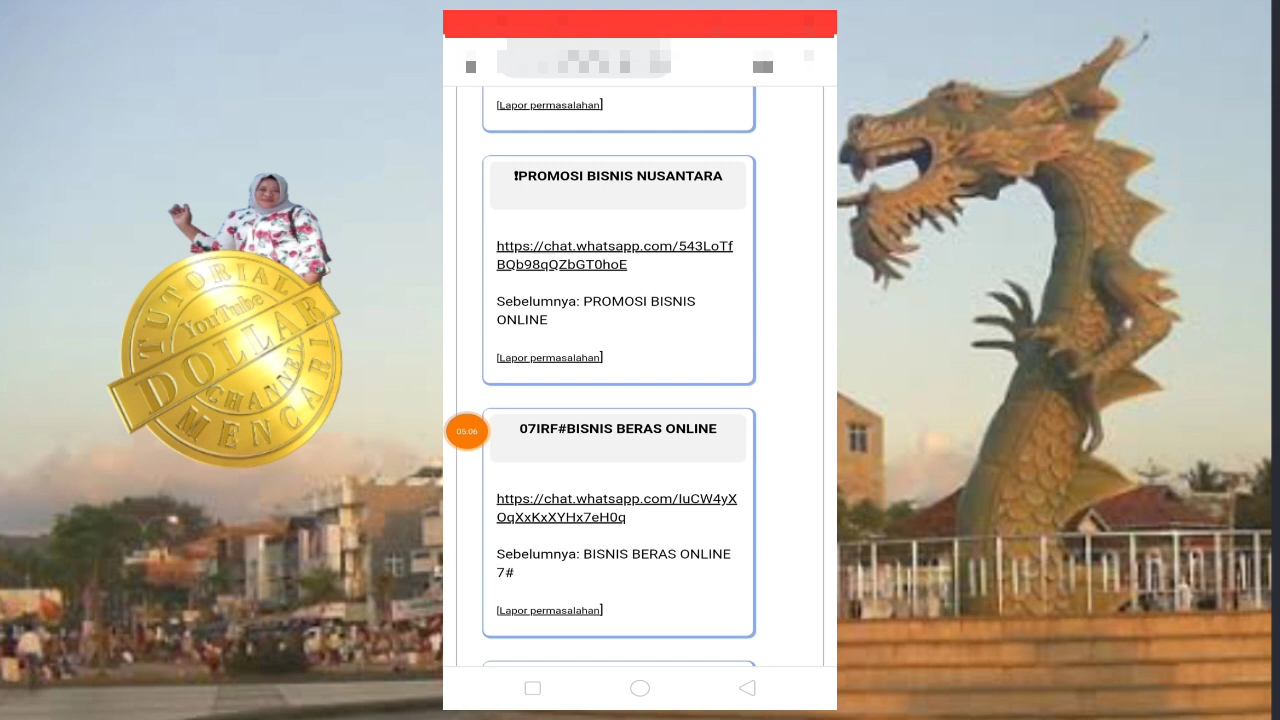 TUTORIAL
YouTube
DOLLAR
CHANNEL
MENCARI
[Lapor permasalahan]
❗PROMOSI BISNIS NUSANTARA
https://chat.whatsapp.com/543LoTf
BQb98qQZbGT0hoE
Sebelumnya: PROMOSI BISNIS
ONLINE
[Lapor permasalahan]
05:06
07IRF#BISNIS BERAS ONLINE
https://chat.whatsapp.com/IuCW4yX
OqXxKxXYHx7eH0q
Sebelumnya: BISNIS BERAS ONLINE
7#
[Lapor permasalahan]